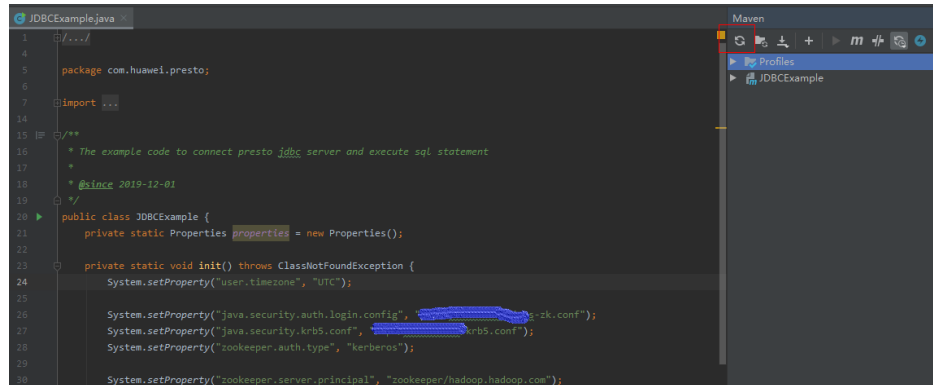 JDBCExample.java
Maven
1 /.../
4
5 package com.huawei.presto;
6
7 import ...
14
15 /**
16 * The example code to connect presto jdbc server and execute sql statement
17 *
18 * @since 2019-12-01
19 */
20 public class JDBCExample {
21 private static Properties properties = new Properties();
22
23 private static void init() throws ClassNotFoundException {
24 System.setProperty("user.timezone", "UTC");
25
26 System.setProperty("java.security.auth.login.config", "s-zk.conf");
27 System.setProperty("java.security.krb5.conf", "krb5.conf");
28 System.setProperty("zookeeper.auth.type", "kerberos");
29
30 System.setProperty("zookeeper.server.principal", "zookeeper/hadoop.hadoop.com");
m
Profiles
JDBCExample